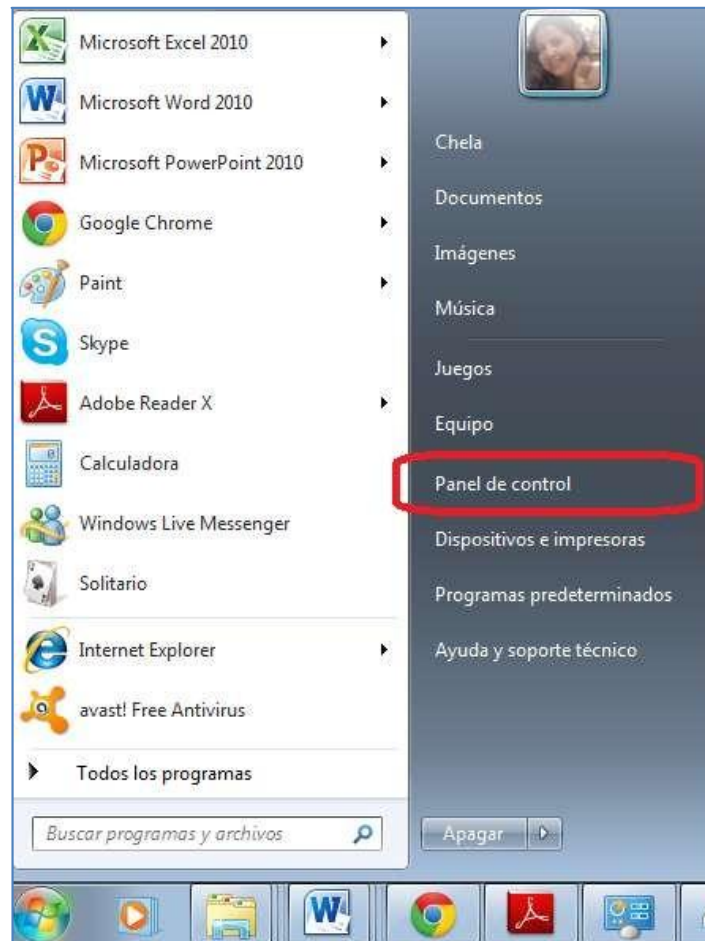 Microsoft Excel 2010
Microsoft Word 2010
Microsoft PowerPoint 2010
Google Chrome
Paint
Skype
Adobe Reader X
Calculadora
Windows Live Messenger
Solitario
Internet Explorer
avast! Free Antivirus
Todos los programas
Buscar programas y archivos
Chela
Documentos
Imágenes
Música
Juegos
Equipo
Panel de control
Dispositivos e impresoras
Programas predeterminados
Ayuda y soporte técnico
Apagar